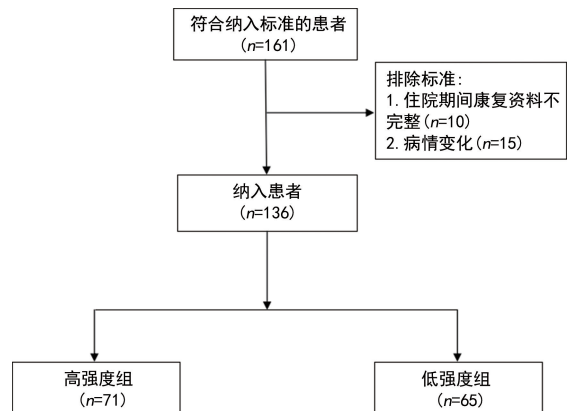 符合纳入标准的患者
(n=161)
排除标准:
1. 住院期间康复资料不
完整(n=10)
2. 病情变化(n=15)
纳入患者
(n=136)
高强度组
(n=71)
低强度组
(n=65)